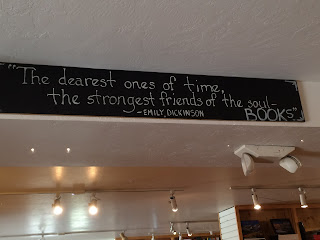 "The dearest ones of time,
the strongest friends of the soul-
BOOKS"
-EMILY, DICKINSON